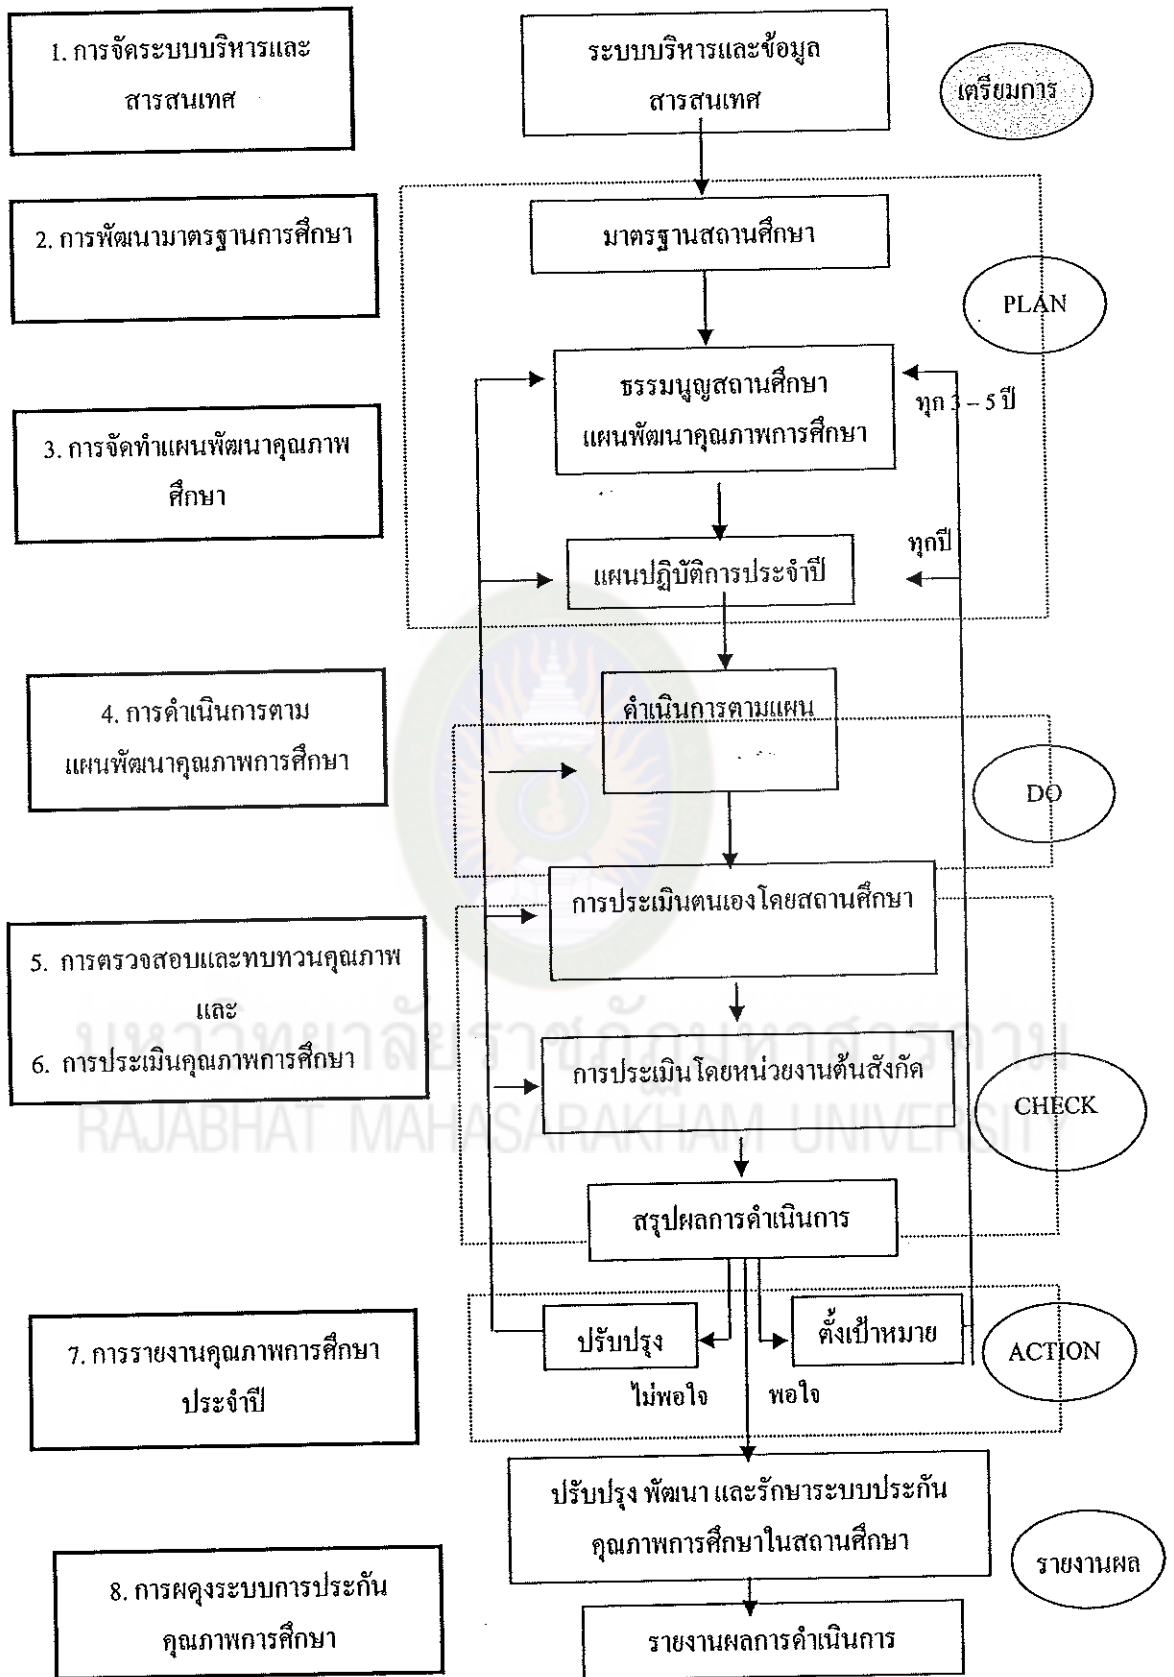 1. การจัดระบบบริหารและ
สารสนเทศ
ระบบบริหารและข้อมูล
สารสนเทศ
เตรียมการ
2. การพัฒนามาตรฐานการศึกษา
มาตรฐานสถานศึกษา
PLAN
3. การจัดทำแผนพัฒนาคุณภาพ
ศึกษา
ธรรมนูญสถานศึกษา
แผนพัฒนาคุณภาพการศึกษา
ทุก 3 – 5 ปี
แผนปฏิบัติการประจำปี
ทุกปี
4. การดำเนินการตาม
แผนพัฒนาคุณภาพการศึกษา
ดำเนินการตามแผน
DO
5. การตรวจสอบและทบทวนคุณภาพ
และ
6. การประเมินคุณภาพการศึกษา
การประเมินตนเองโดยสถานศึกษา
การประเมินโดยหน่วยงานต้นสังกัด
CHECK
มหาวิทยาลัยราชภัฏมหาสารคาม
RAJABHAT MAHASARAKHAM UNIVERSITY
สรุปผลการดำเนินการ
7. การรายงานคุณภาพการศึกษา
ประจำปี
ปรับปรุง
ตั้งเป้าหมาย
ไม่พอใจ
พอใจ
ACTION
ปรับปรุง พัฒนา และรักษาระบบประกัน
คุณภาพการศึกษาในสถานศึกษา
รายงานผล
8. การผดุงระบบการประกัน
คุณภาพการศึกษา
รายงานผลการดำเนินการ